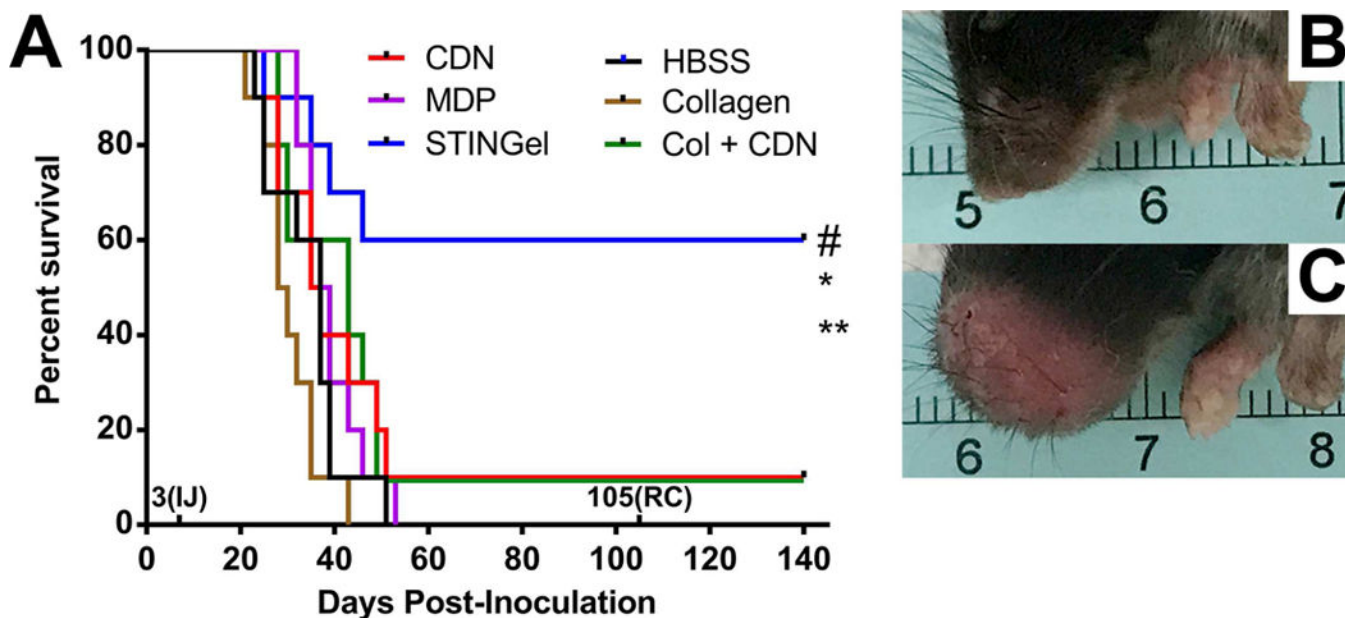 A
Percent survival
100
80
60
40
20
0
CDN
MDP
STINGel
HBSS
Collagen
Col + CDN
#
*
**
3(IJ)
105(RC)
0 20 40 60 80 100 120 140
Days Post-Inoculation
B
5 6 7
C
6 7 8